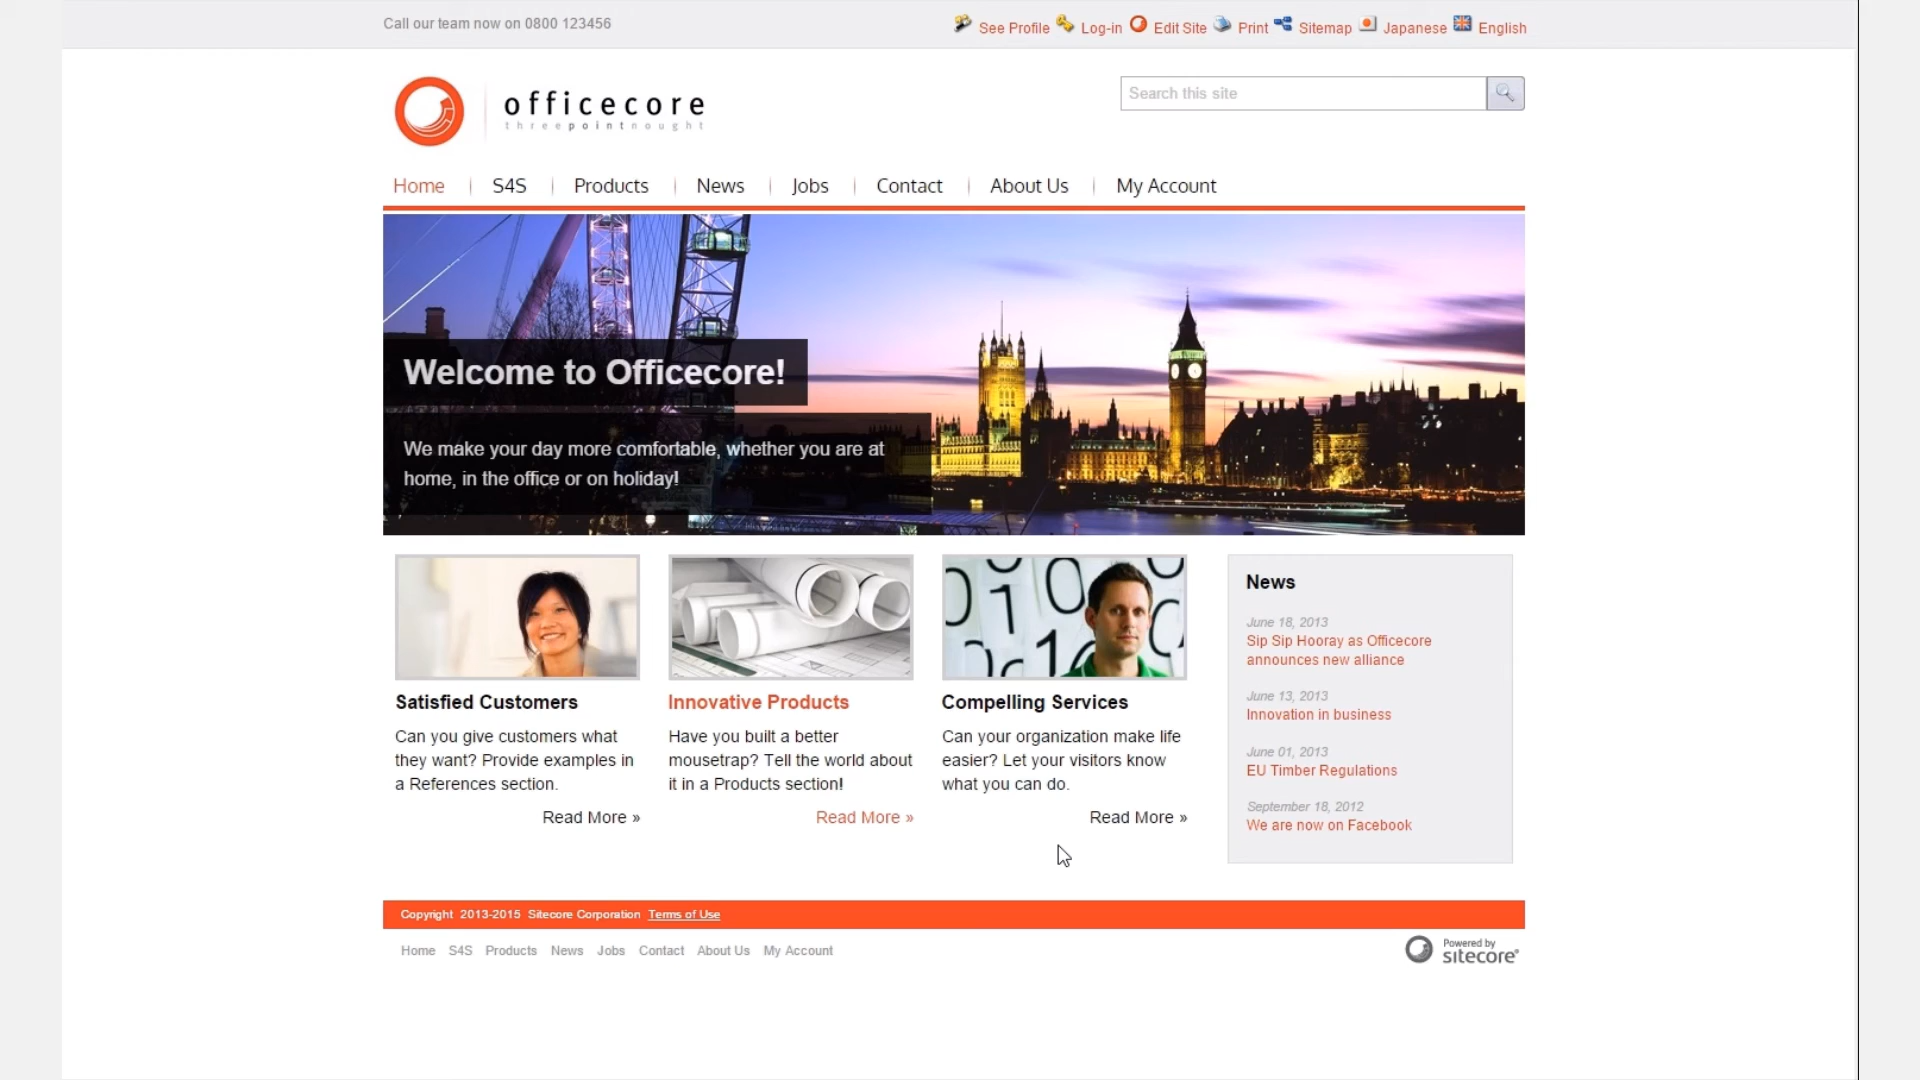 Call our team now on 0800 123456
See Profile Log-in Edit Site Print Sitemap Japanese English
officecore
threepointnought
Search this site
Home S4S Products News Jobs Contact About Us My Account
Welcome to Officecore!
We make your day more comfortable, whether you are at
home, in the office or on holiday!
Satisfied Customers
Can you give customers what
they want? Provide examples in
a References section.
Read More »
Innovative Products
Have you built a better
mousetrap? Tell the world about
it in a Products section!
Read More »
Compelling Services
Can your organization make life
easier? Let your visitors know
what you can do.
Read More »
News
June 18, 2013
Sip Sip Hooray as Officecore
announces new alliance
June 13, 2013
Innovation in business
June 01, 2013
EU Timber Regulations
September 18, 2012
We are now on Facebook
Copyright 2013-2015 Sitecore Corporation Terms of Use
Home S4S Products News Jobs Contact About Us My Account
Powered by
sitecore®